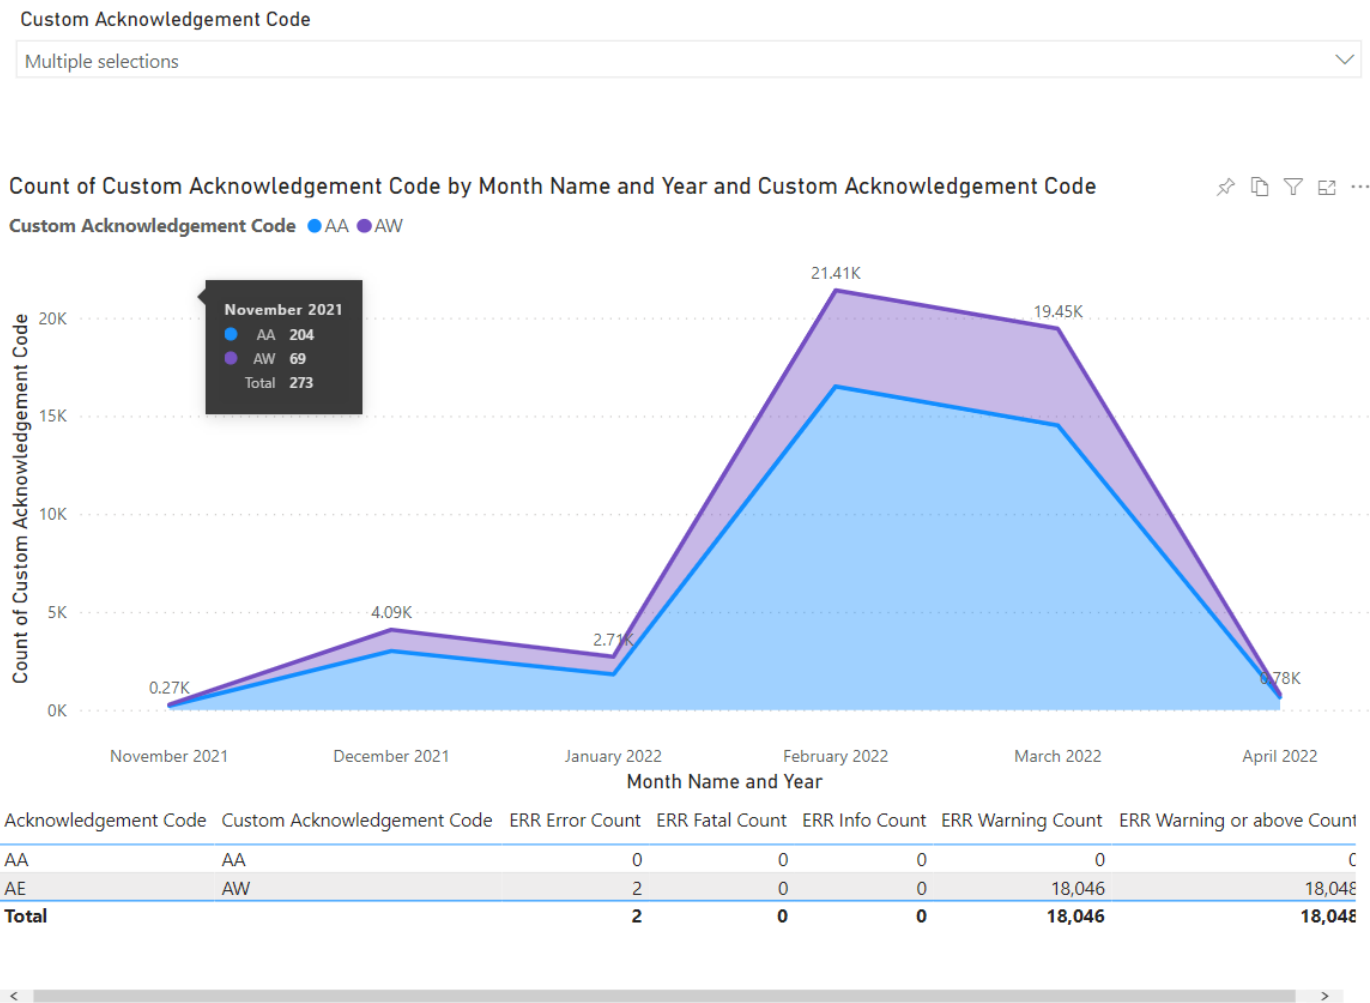 Custom Acknowledgement Code
Multiple selections
Count of Custom Acknowledgement Code by Month Name and Year and Custom Acknowledgement Code
Custom Acknowledgement Code AA AW
21.41K
November 2021
AA 204
AW 69
Total 273
19.45K
20K
15K
10K
5K
0K
Count of Custom Acknowledgement Code
4.09K
2.71K
0.27K
0.78K
November 2021 December 2021 January 2022 February 2022 March 2022 April 2022
Month Name and Year
Acknowledgement Code Custom Acknowledgement Code ERR Error Count ERR Fatal Count ERR Info Count ERR Warning Count ERR Warning or above Count
AA AA 0 0 0 0 0
AE AW 2 0 0 18,046 18,048
Total 2 0 0 18,046 18,048